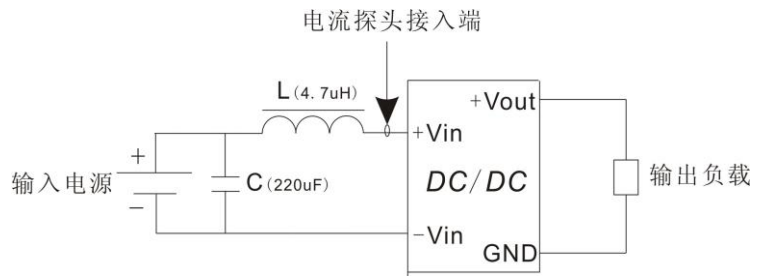 电流探头接入端
L(4.7uH)
+Vout
+Vin
+
输入电源
C(220uF)
DC/DC
输出负载
−
-Vin
GND